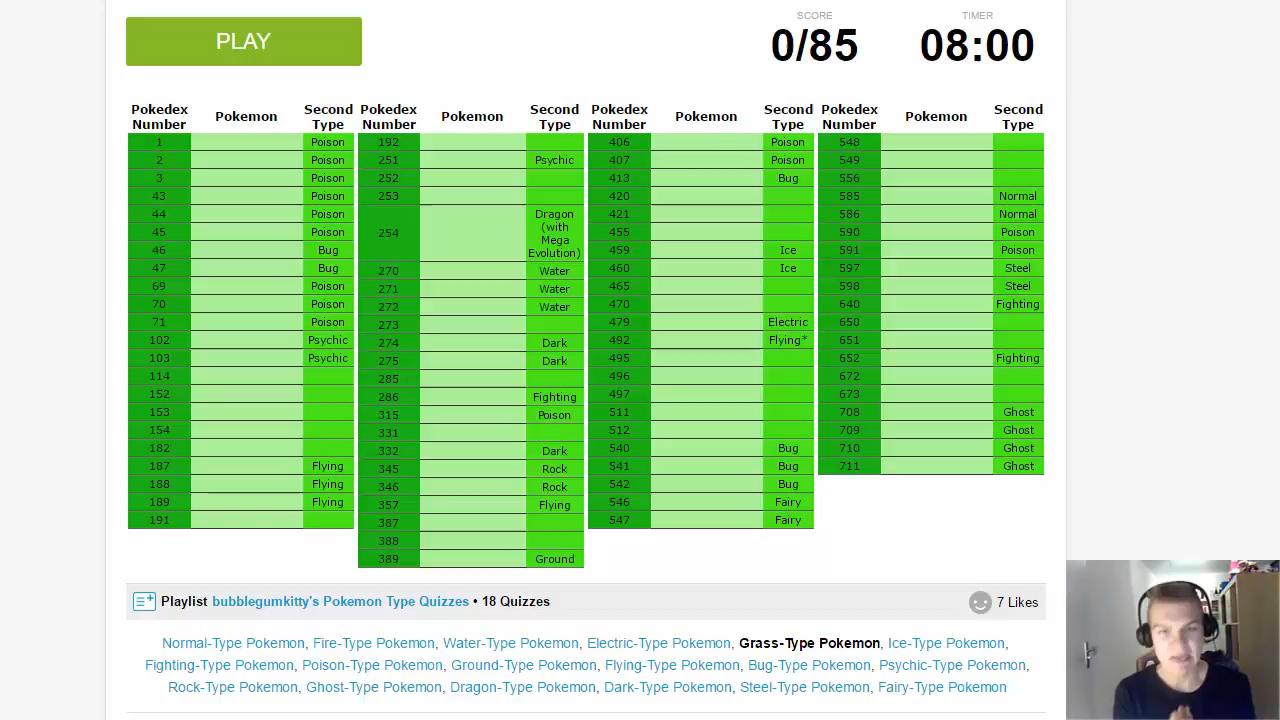 PLAY
SCORE
0/85
TIMER
08:00
Pokedex Number Pokemon Second Type
1 Poison
2 Poison
3 Poison
43 Poison
44 Poison
45 Poison
46 Bug
47 Bug
69 Poison
70 Poison
71 Poison
102 Psychic
103 Psychic
114
152
153
154
182
187 Flying
188 Flying
189 Flying
191
Pokedex Number Pokemon Second Type
192
251 Psychic
252
253
254 Dragon (with Mega Evolution)
270 Water
271 Water
272 Water
273
274 Dark
275 Dark
285
286 Fighting
315 Poison
331
332 Dark
345 Rock
346 Rock
357 Flying
387
388
389 Ground
Pokedex Number Pokemon Second Type
406 Poison
407 Poison
413 Bug
420
421
455
459 Ice
460 Ice
465
470
479 Electric
492 Flying*
495
496
497
511
512
540 Bug
541 Bug
542 Bug
546 Fairy
547 Fairy
Pokedex Number Pokemon Second Type
548
549
556
585 Normal
586 Normal
590 Poison
591 Poison
597 Steel
598 Steel
640 Fighting
650
651
652 Fighting
672
673
708 Ghost
709 Ghost
710 Ghost
711 Ghost
Playlist bubblegumkitty's Pokemon Type Quizzes • 18 Quizzes
7 Likes
Normal-Type Pokemon, Fire-Type Pokemon, Water-Type Pokemon, Electric-Type Pokemon, Grass-Type Pokemon, Ice-Type Pokemon,
Fighting-Type Pokemon, Poison-Type Pokemon, Ground-Type Pokemon, Flying-Type Pokemon, Bug-Type Pokemon, Psychic-Type Pokemon,
Rock-Type Pokemon, Ghost-Type Pokemon, Dragon-Type Pokemon, Dark-Type Pokemon, Steel-Type Pokemon, Fairy-Type Pokemon